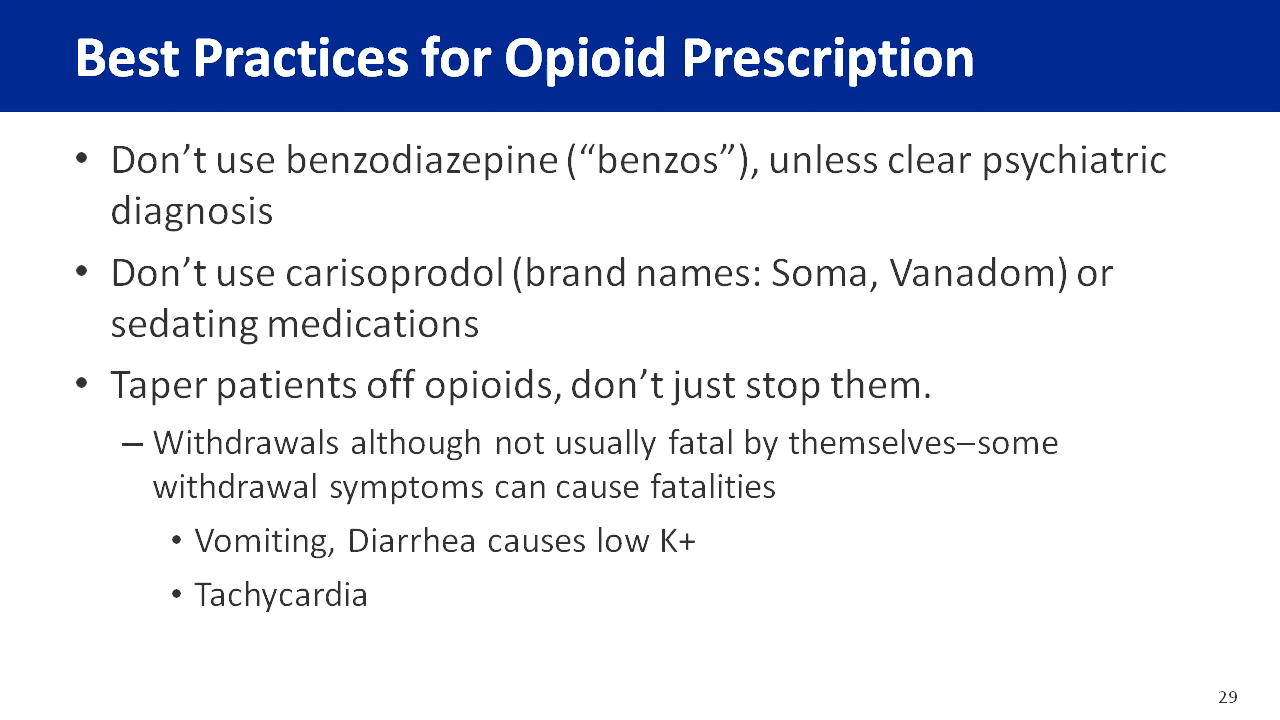 Best Practices for Opioid Prescription
• Don’t use benzodiazepine (“benzos”), unless clear psychiatric
diagnosis
• Don’t use carisoprodol (brand names: Soma, Vanadom) or
sedating medications
• Taper patients off opioids, don’t just stop them.
– Withdrawals although not usually fatal by themselves–some
withdrawal symptoms can cause fatalities
• Vomiting, Diarrhea causes low K+
• Tachycardia
29